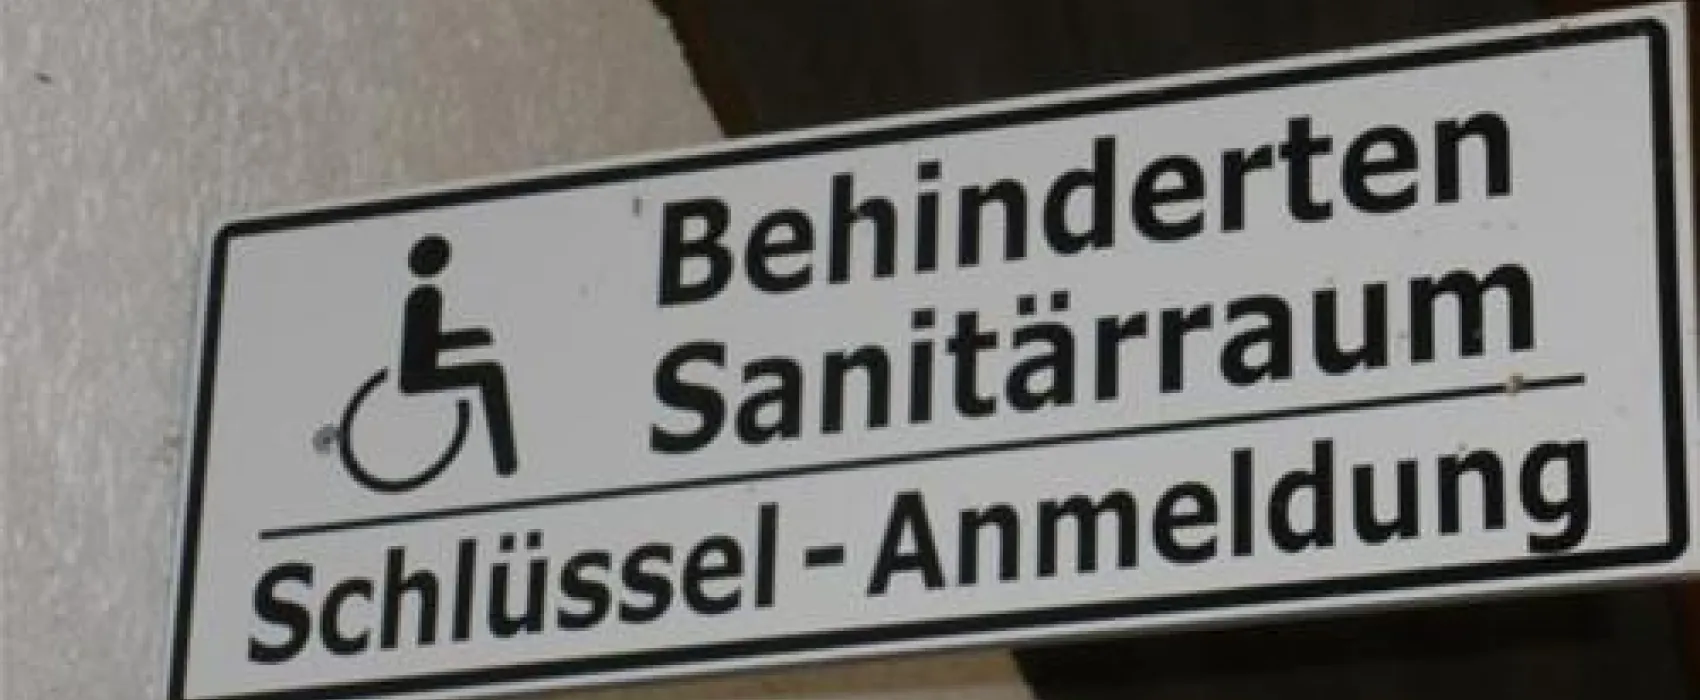 Behinderten
Sanitärraum
Schlüssel-Anmeldung